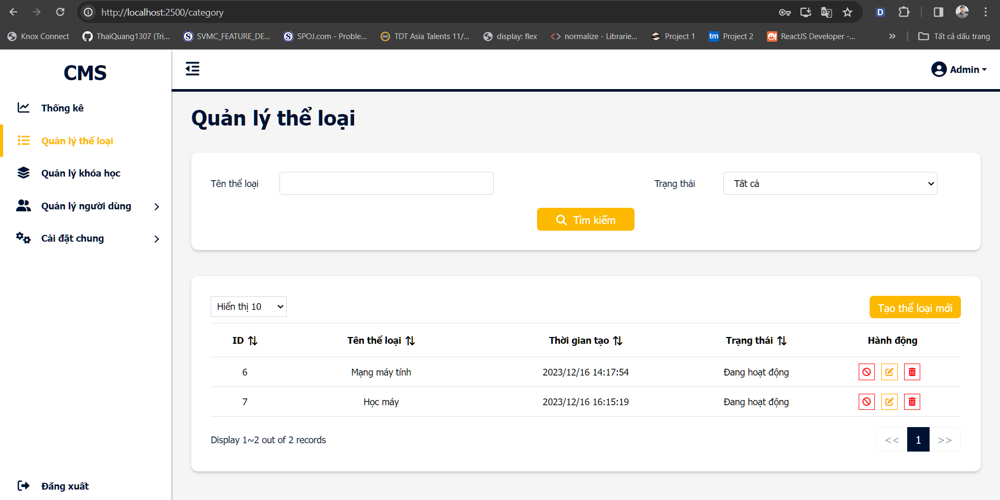 http://localhost:2500/category
Knox Connect
ThaiQuang1307 (Trị...
SVMC_FEATURE_DE...
SPOJ.com - Proble...
TDT Asia Talents 11/...
display: flex
normalize - Librarie...
Project 1
tm
Project 2
ReactJS Developer -...
Tất cả dấu trang
CMS
Admin
Thống kê
Quản lý thể loại
Quản lý khóa học
Quản lý người dùng
Cài đặt chung
Đăng xuất
Quản lý thể loại
Tên thể loại
Trạng thái
Tất cả
Tìm kiếm
Hiển thị 10
Tạo thể loại mới
ID Tên thể loại Thời gian tạo Trạng thái Hành động
6 Mạng máy tính 2023/12/16 14:17:54 Đang hoạt động
7 Học máy 2023/12/16 16:15:19 Đang hoạt động
Display 1~2 out of 2 records
<< 1 >>